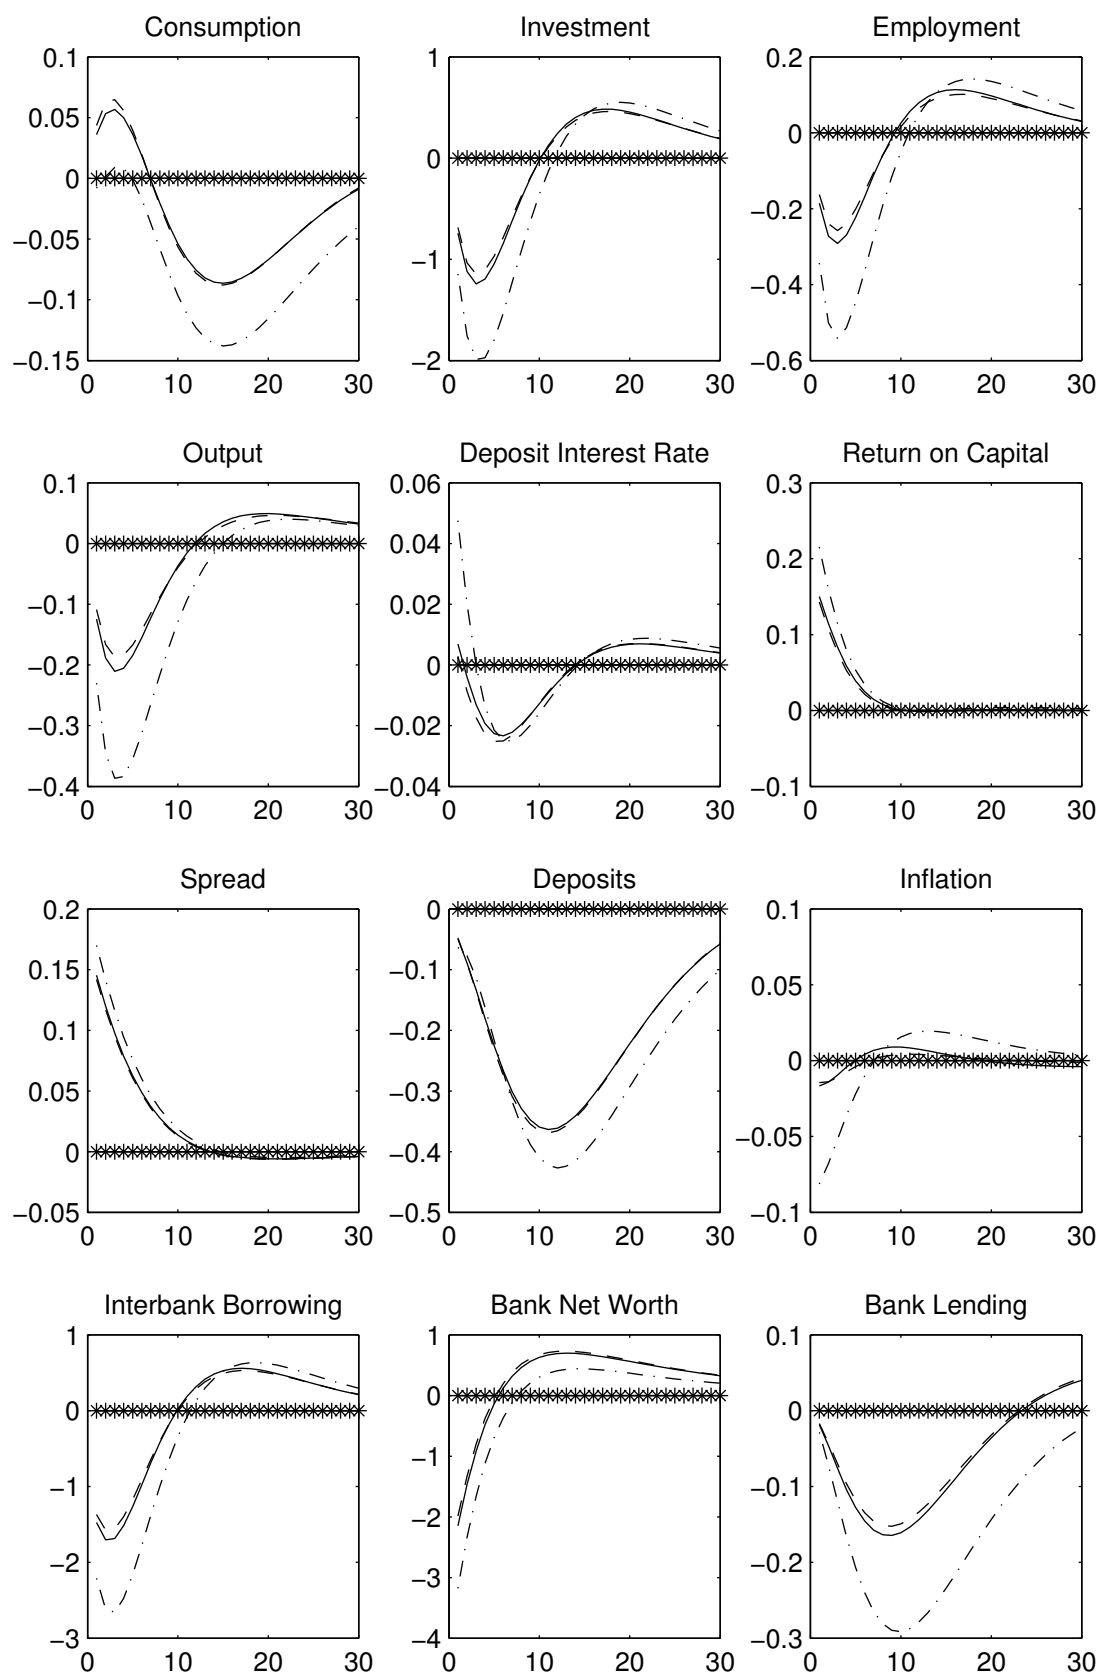 Consumption
Investment
Employment
0.1
0.05
0
−0.05
−0.1
−0.15
0 10 20 30
1
0
−1
−2
0 10 20 30
0.2
0
−0.2
−0.4
−0.6
0 10 20 30
Output
Deposit Interest Rate
Return on Capital
0.1
0
−0.1
−0.2
−0.3
−0.4
0 10 20 30
0.06
0.04
0.02
0
−0.02
−0.04
0 10 20 30
0.3
0.2
0.1
0
−0.1
0 10 20 30
Spread
Deposits
Inflation
0.2
0.15
0.1
0.05
0
−0.05
0 10 20 30
0
−0.1
−0.2
−0.3
−0.4
−0.5
0 10 20 30
0.1
0.05
0
−0.05
−0.1
0 10 20 30
Interbank Borrowing
Bank Net Worth
Bank Lending
1
0
−1
−2
−3
0 10 20 30
1
0
−1
−2
−3
−4
0 10 20 30
0.1
0
−0.1
−0.2
−0.3
0 10 20 30